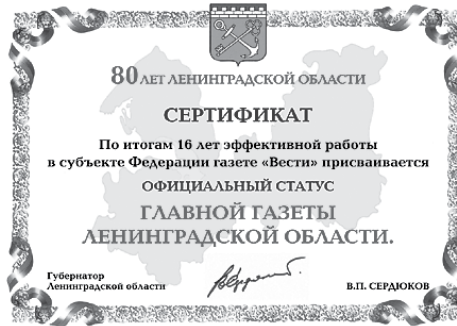 80 ЛЕТ ЛЕНИНГРАДСКОЙ ОБЛАСТИ
СЕРТИФИКАТ
По итогам 16 лет эффективной работы
в субъекте Федерации газете «Вести» присваивается
ОФИЦИАЛЬНЫЙ СТАТУС
ГЛАВНОЙ ГАЗЕТЫ
ЛЕНИНГРАДСКОЙ ОБЛАСТИ.
Губернатор
Ленинградской области
В.П. СЕРДЮКОВ